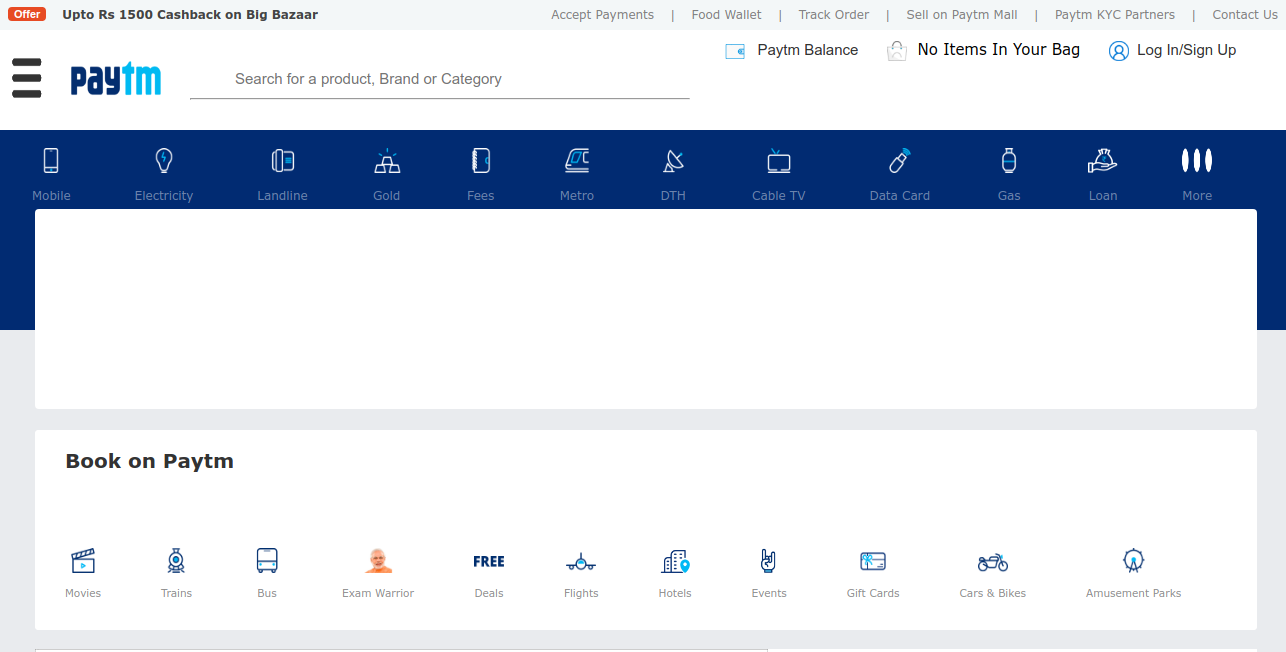 Offer Upto Rs 1500 Cashback on Big Bazaar Accept Payments | Food Wallet | Track Order | Sell on Paytm Mall | Paytm KYC Partners | Contact Us
Paytm Balance No Items In Your Bag Log In/Sign Up
paytm Search for a product, Brand or Category
Mobile Electricity Landline Gold Fees Metro DTH Cable TV Data Card Gas Loan More
Book on Paytm
FREE
Movies Trains Bus Exam Warrior Deals Flights Hotels Events Gift Cards Cars & Bikes Amusement Parks